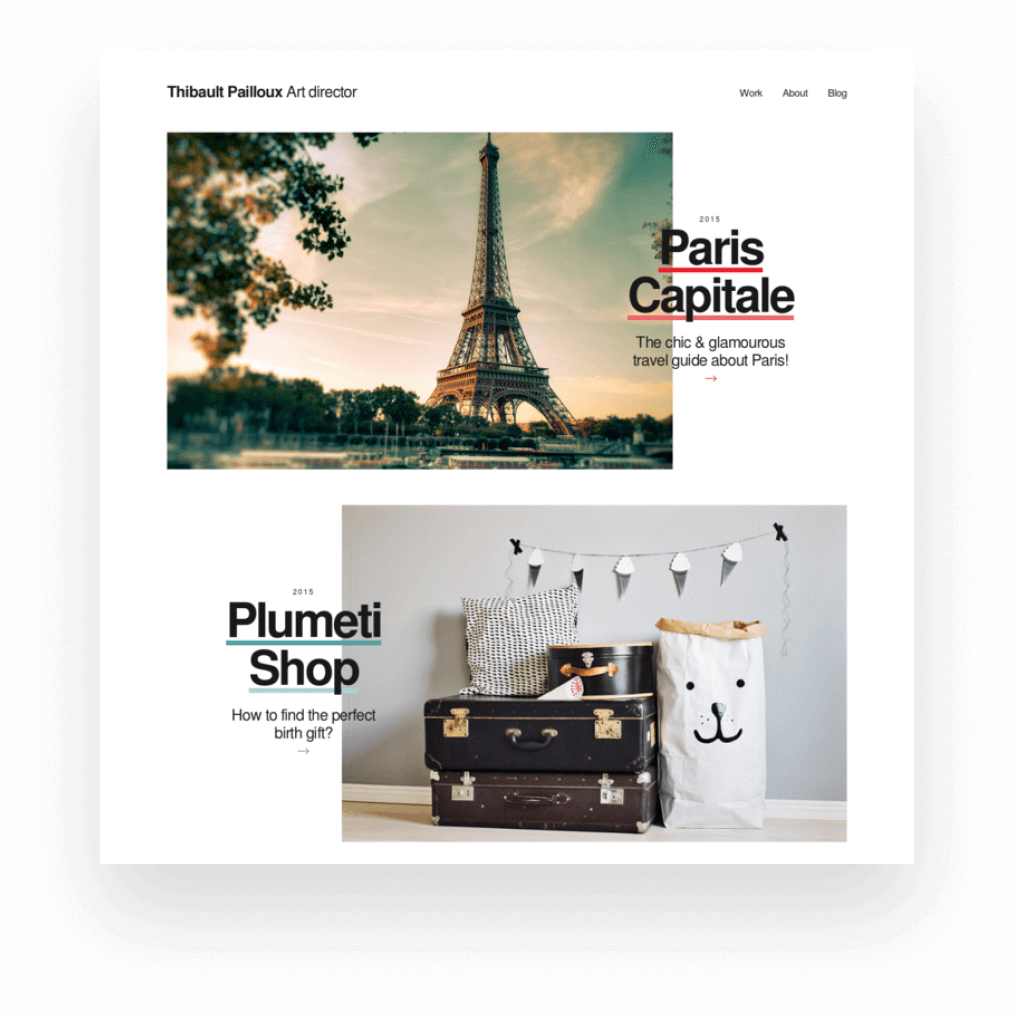 Thibault Pailloux Art director
Work About Blog
2015
Paris
Capitale
The chic & glamourous
travel guide about Paris!
→
2015
Plumeti
Shop
How to find the perfect
birth gift?
→